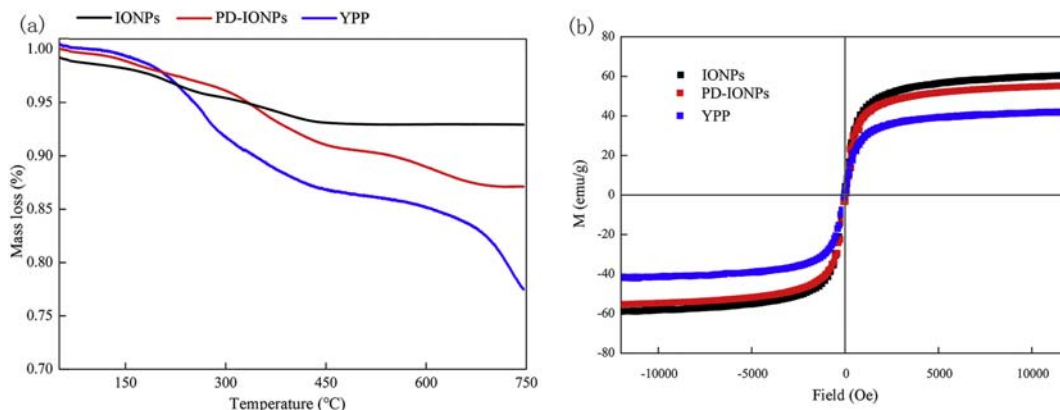 (a)
IONPs
PD-IONPs
YPP
1.00
0.95
0.90
0.85
0.80
0.75
0.70
Mass loss (%)
150
300
450
600
750
Temperature (℃)
(b)
80
60
40
20
0
-20
-40
-60
-80
M (emu/g)
IONPs
PD-IONPs
YPP
-10000
-5000
0
5000
10000
Field (Oe)